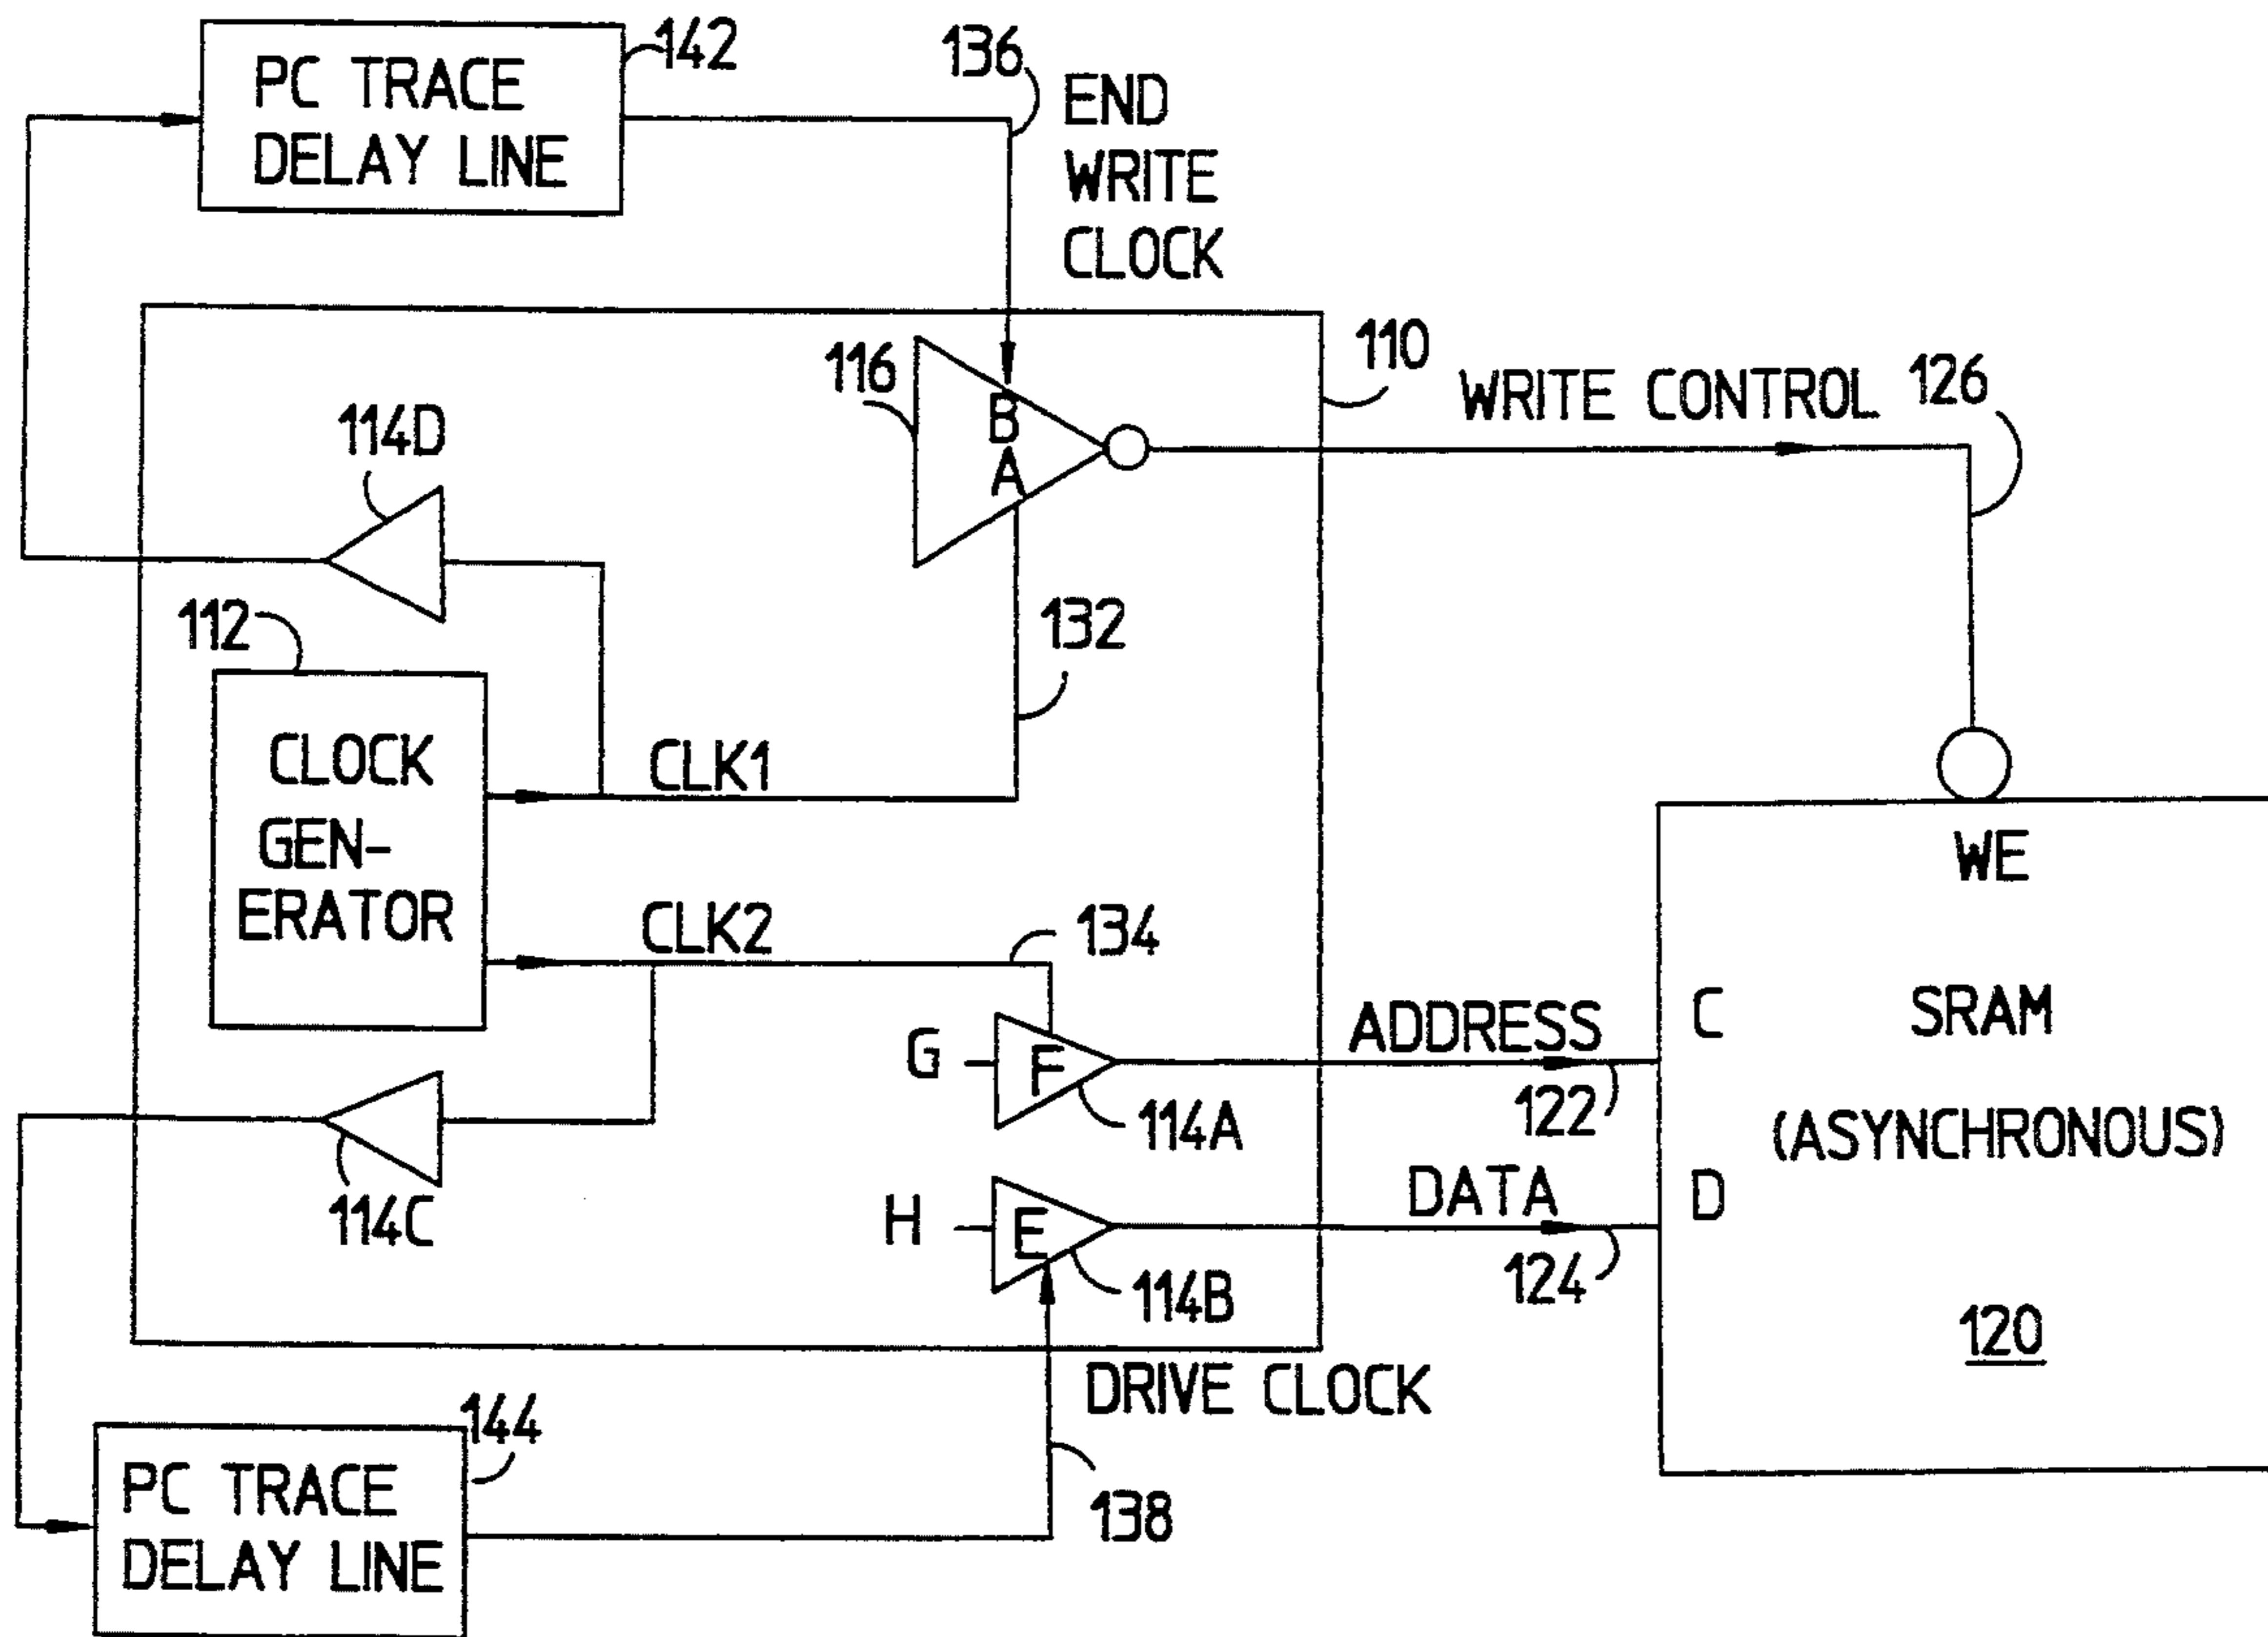 PC TRACE
DELAY LINE
142
136
END
WRITE
CLOCK
110
116
B
A
WRITE CONTROL
126
114D
112
132
CLOCK
GEN-
ERATOR
CLK1
CLK2
134
WE
C
SRAM
(ASYNCHRONOUS)
D
120
G
F
114A
ADDRESS
122
H
E
114B
DATA
124
114C
DRIVE CLOCK
138
144
PC TRACE
DELAY LINE